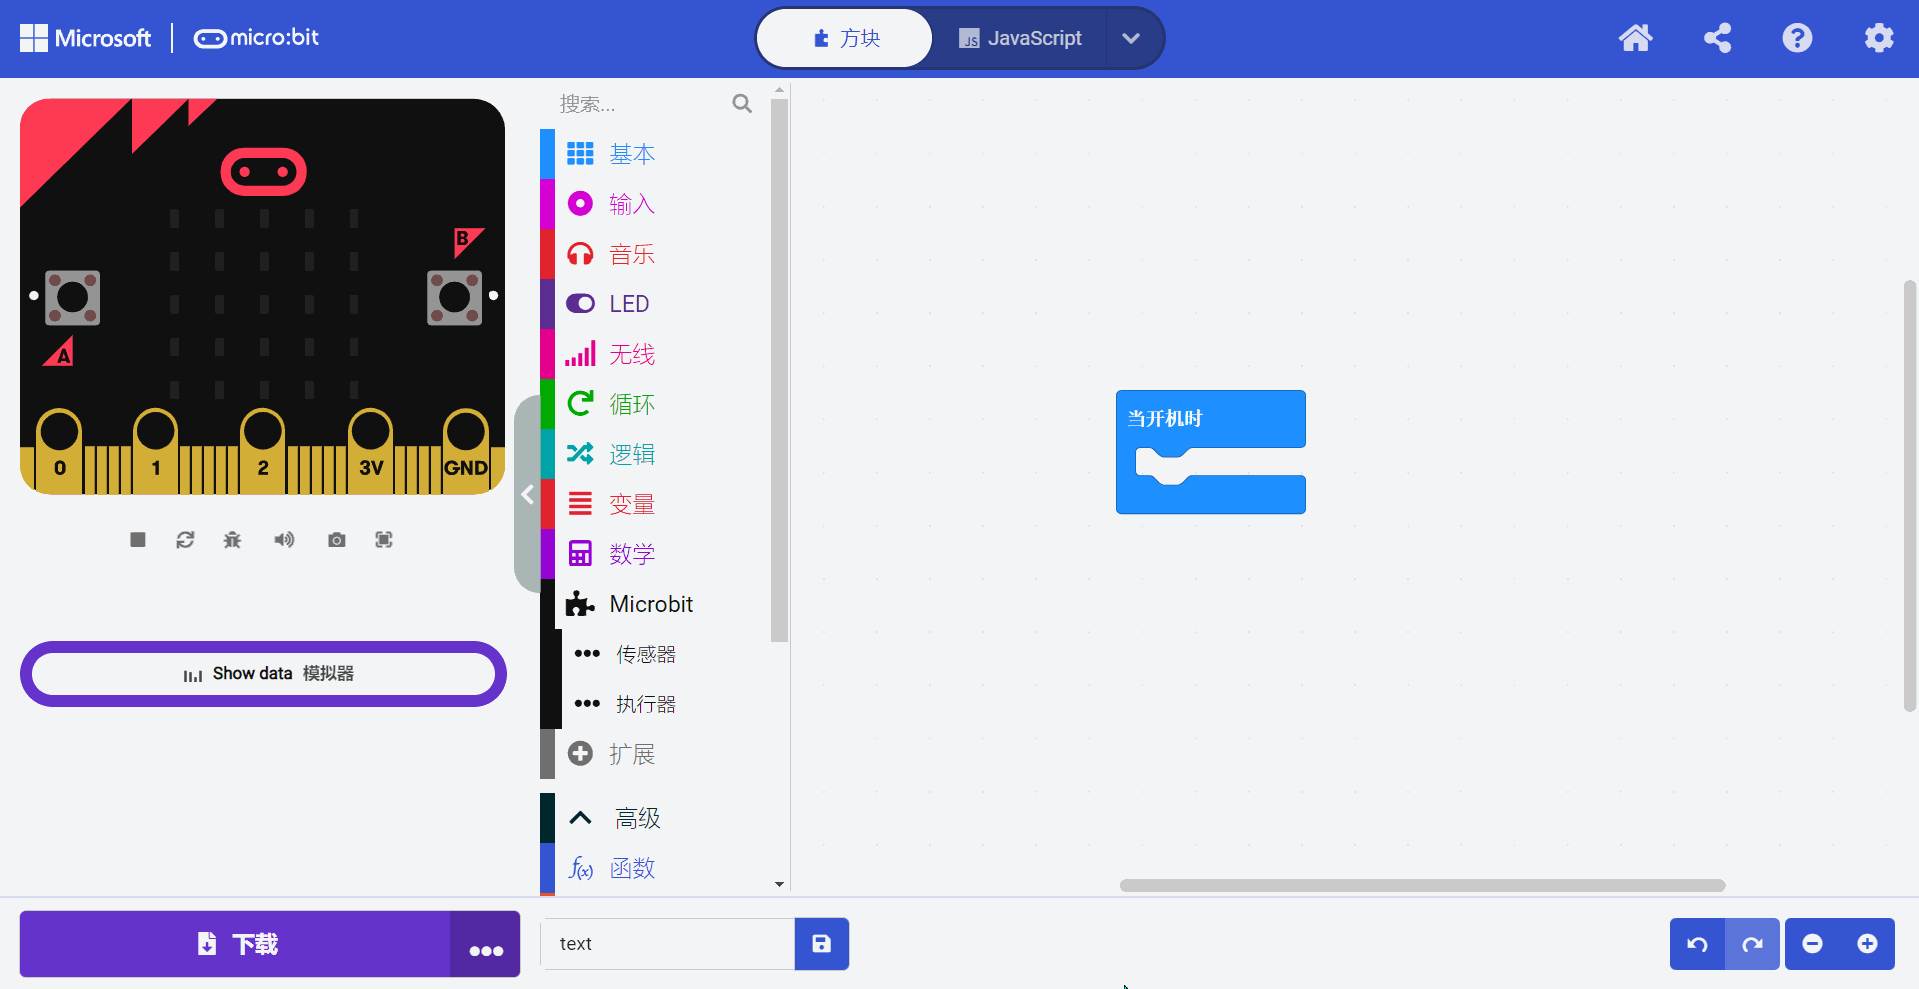 Microsoft
micro:bit
方块
JS
JavaScript
搜索...
基本
输入
音乐
LED
无线
循环
逻辑
变量
数学
Microbit
传感器
执行器
扩展
高级
f(x) 函数
B
A
0
1
2
3V
GND
Show data 模拟器
当开机时
下载
text